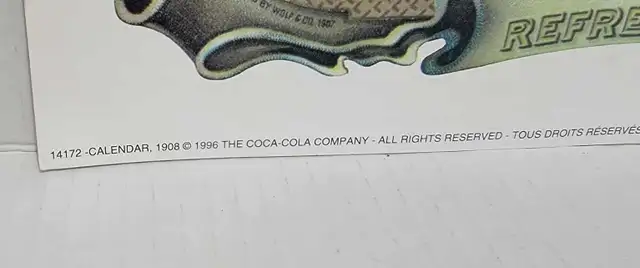 BY WOLF & CO. 1907
REFRE
14172 -CALENDAR, 1908 © 1996 THE COCA-COLA COMPANY - ALL RIGHTS RESERVED - TOUS DROITS RÉSERVÉS